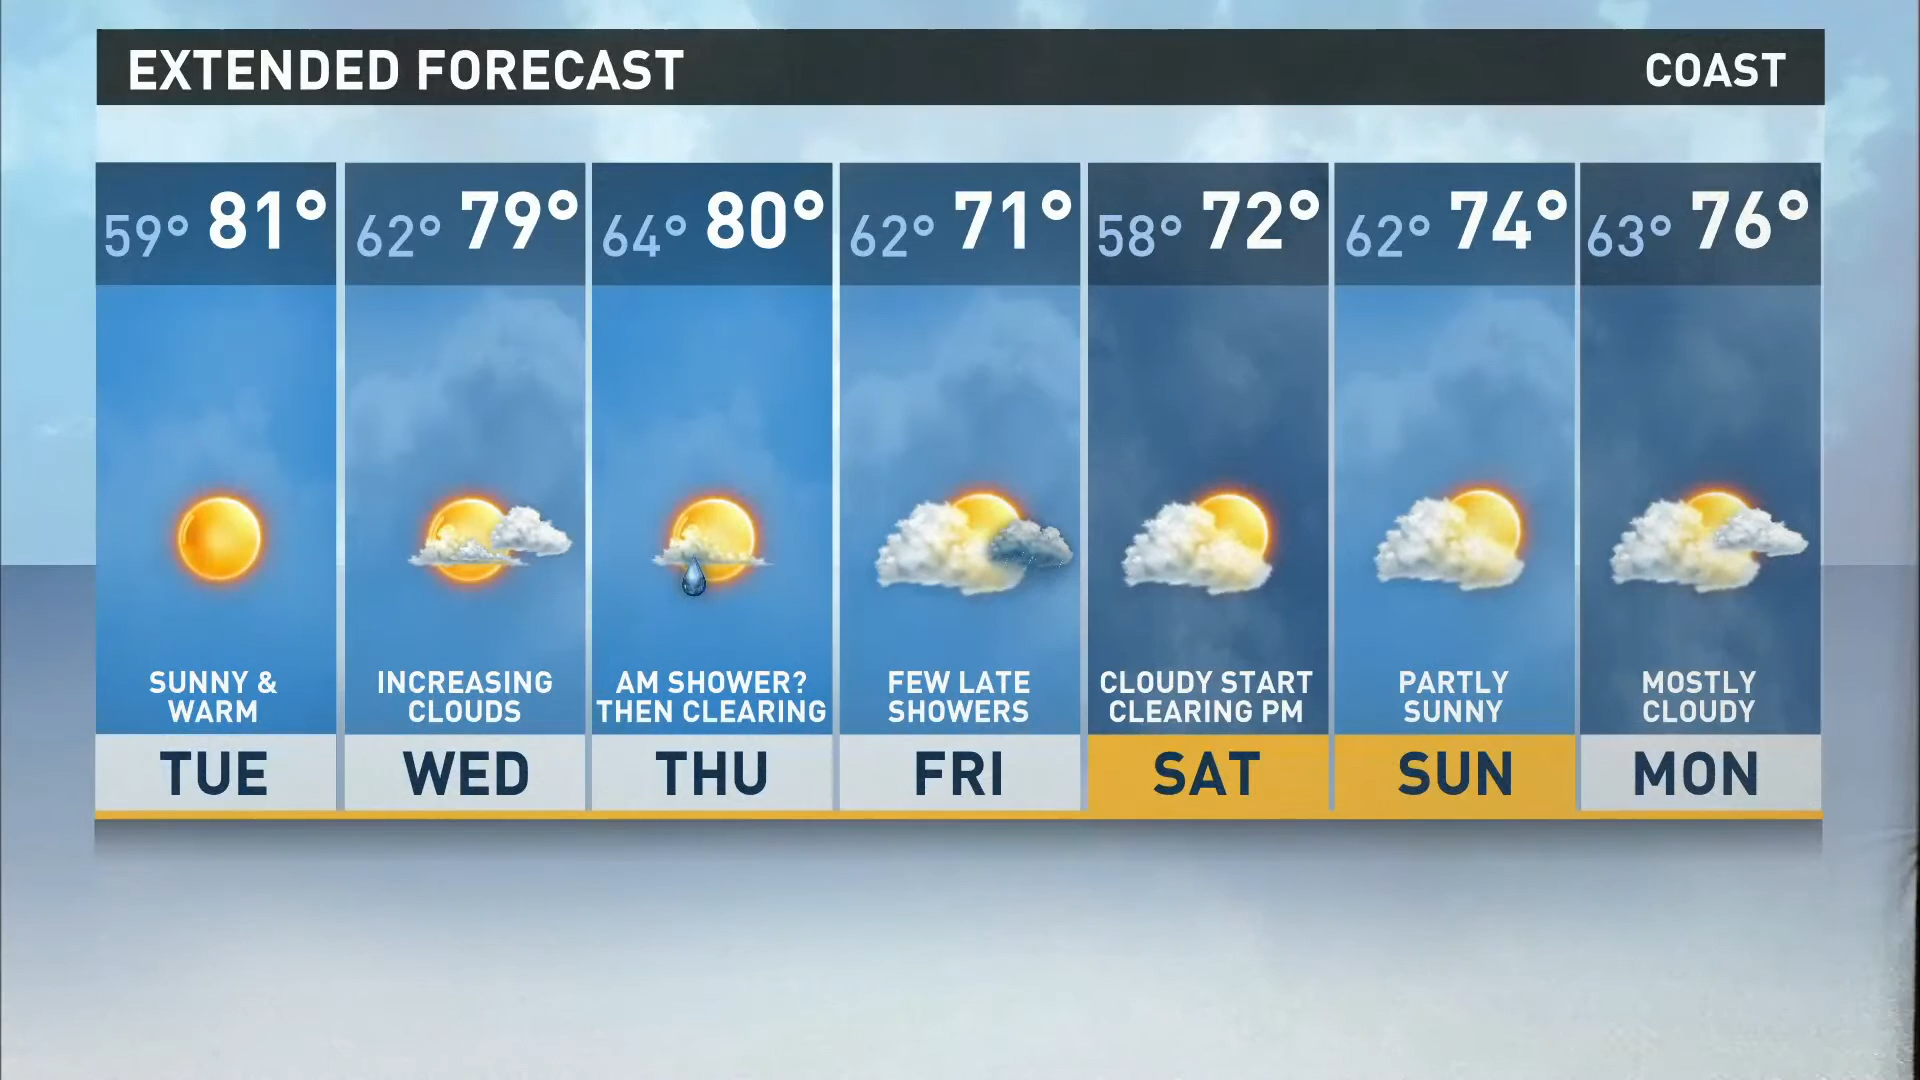 EXTENDED FORECAST
COAST
59° 81°
62° 79°
64° 80°
62° 71°
58° 72°
62° 74°
63° 76°
SUNNY &
WARM
INCREASING
CLOUDS
AM SHOWER?
THEN CLEARING
FEW LATE
SHOWERS
CLOUDY START
CLEARING PM
PARTLY
SUNNY
MOSTLY
CLOUDY
TUE
WED
THU
FRI
SAT
SUN
MON